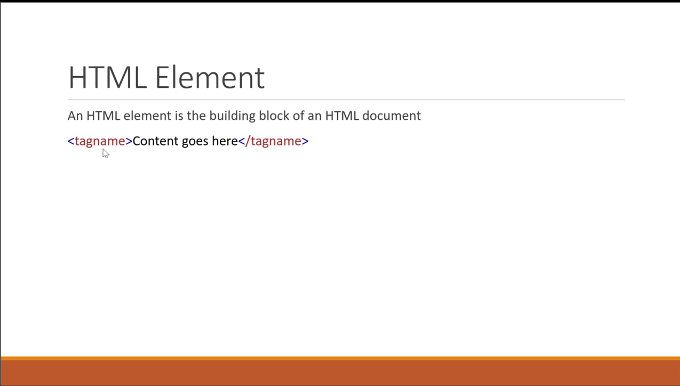 HTML Element
An HTML element is the building block of an HTML document
<tagname>Content goes here</tagname>